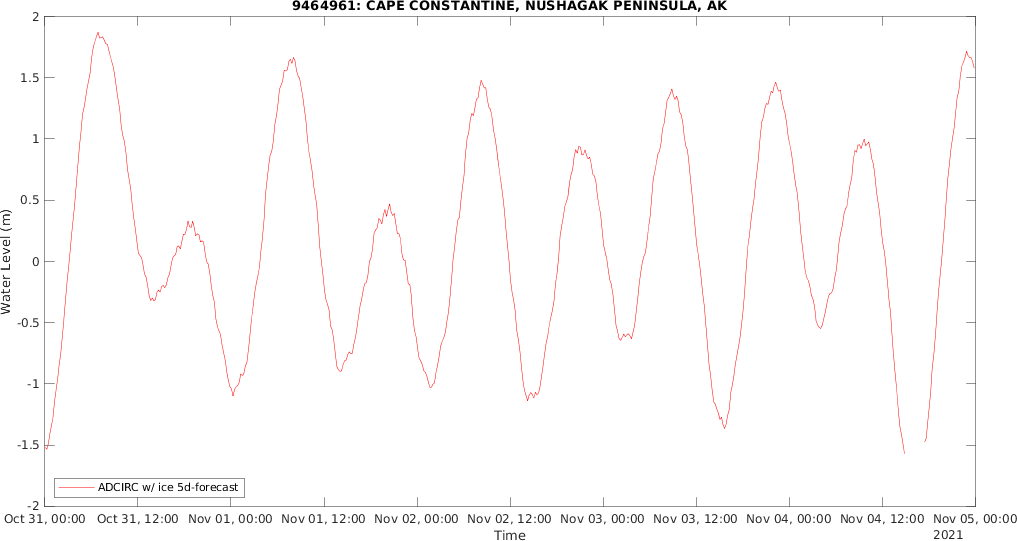 9464961: CAPE CONSTANTINE, NUSHAGAK PENINSULA, AK
Water Level (m)
2
1.5
1
0.5
0
-0.5
-1
-1.5
-2
ADCIRC w/ ice 5d-forecast
Oct 31, 00:00 Oct 31, 12:00 Nov 01, 00:00 Nov 01, 12:00 Nov 02, 00:00 Nov 02, 12:00 Nov 03, 00:00 Nov 03, 12:00 Nov 04, 00:00 Nov 04, 12:00 Nov 05, 00:00
Time
2021